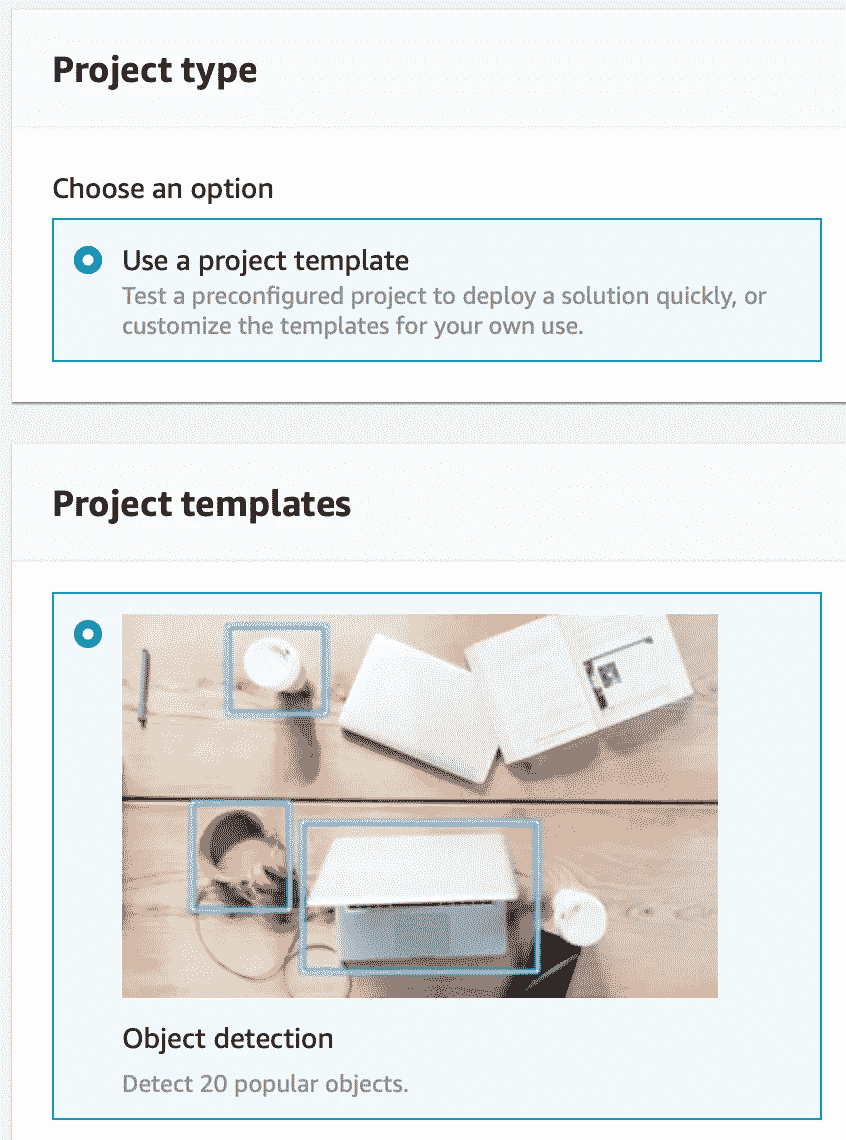 Project type
Choose an option
Use a project template
Test a preconfigured project to deploy a solution quickly, or
customize the templates for your own use.
Project templates
Object detection
Detect 20 popular objects.